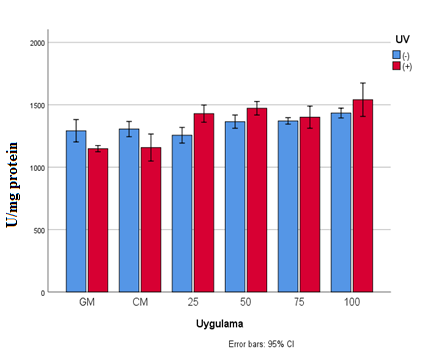 UV
(-)
(+)
2000
1500
1000
500
0
U/mg protein
GM CM 25 50 75 100
Uygulama
Error bars: 95% CI